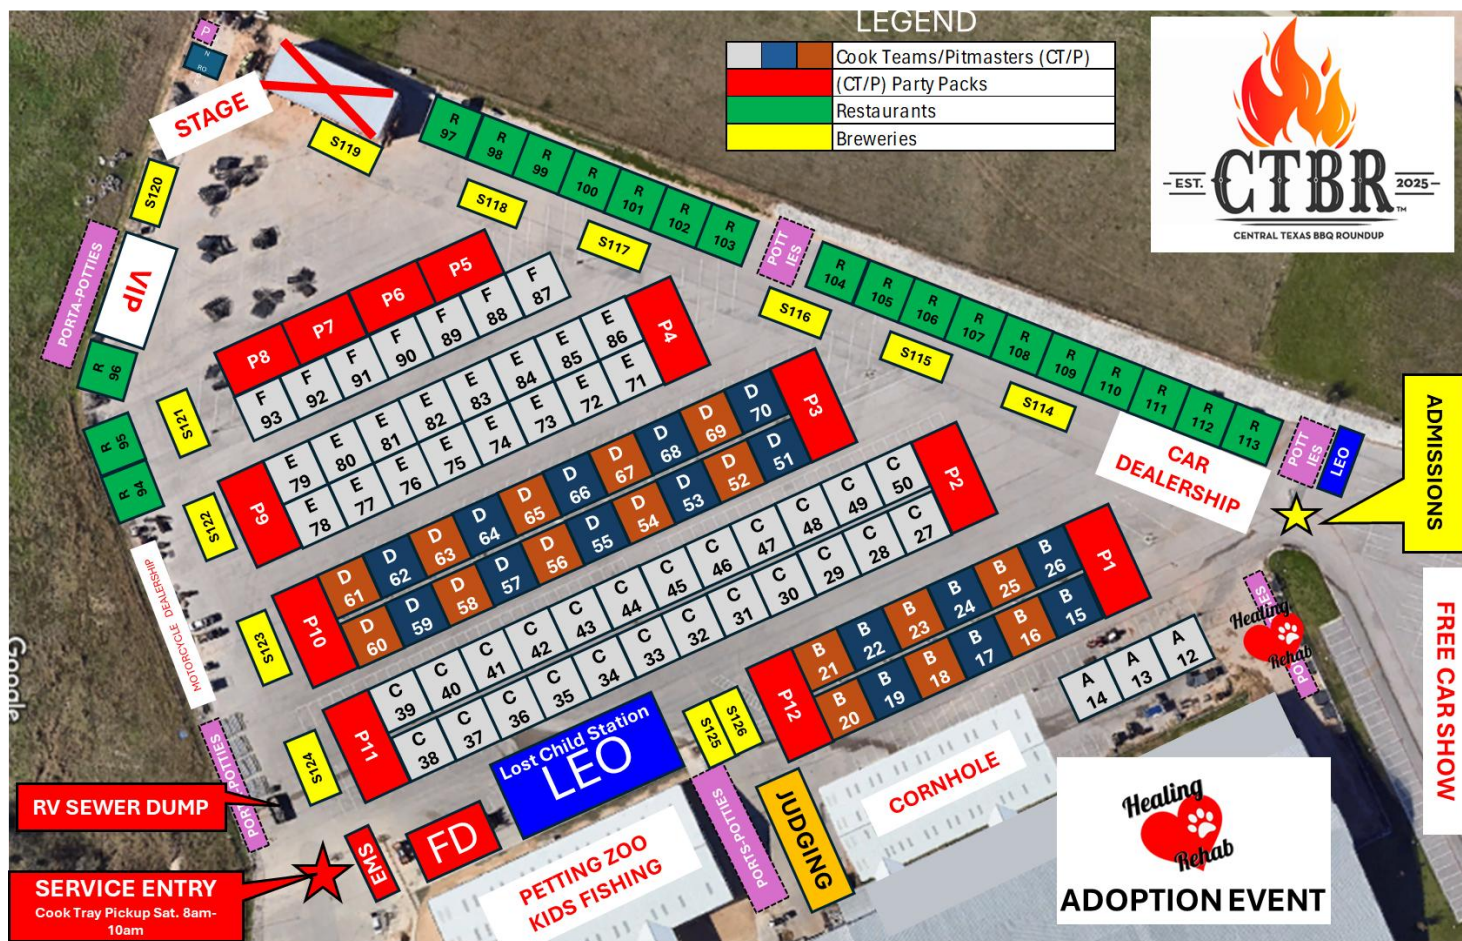 LEGEND
Cook Teams/Pitmasters (CT/P)
(CT/P) Party Packs
Restaurants
Breweries
-EST. CTBR 2025-
TM
CENTRAL TEXAS BBQ ROUNDUP
P
N
RO
STAGE
S119
S120
S118
S117
S116
S115
S114
R 97
R 98
R 99
R 100
R 101
R 102
R 103
POTT IES
R 104
R 105
R 106
R 107
R 108
R 109
R 110
R 111
R 112
R 113
POTT IES
LEO
CAR
DEALERSHIP
ADMISSIONS
FREE CAR SHOW
PORTA-POTTIES
VIP
R 96
R 95
R 94
S121
S122
S123
S124
MOTORCYCLE DEALERSHIP
Google
P8
P7
P6
P5
F 93
F 92
F 91
F 90
F 89
F 88
F 87
P9
E 79
E 80
E 81
E 82
E 83
E 84
E 85
E 86
P4
E 78
E 77
E 76
E 75
E 74
E 73
E 72
E 71
P10
D 61
D 62
D 63
D 64
D 65
D 66
D 67
D 68
D 69
D 70
P3
D 60
D 59
D 58
D 57
D 56
D 55
D 54
D 53
D 52
D 51
P11
C 39
C 40
C 41
C 42
C 43
C 44
C 45
C 46
C 47
C 48
C 49
C 50
P2
C 38
C 37
C 36
C 35
C 34
C 33
C 32
C 31
C 30
C 29
C 28
C 27
P12
B 21
B 22
B 23
B 24
B 25
B 26
P1
B 20
B 19
B 18
B 17
B 16
B 15
A 14
A 13
A 12
Healing
Rehab
S125
S126
Lost Child Station
LEO
FD
EMS
PORTA-POTTIES
RV SEWER DUMP
SERVICE ENTRY
Cook Tray Pickup Sat. 8am-
10am
PETTING ZOO
KIDS FISHING
PORTS-POTTIES
JUDGING
CORNHOLE
Healing
Rehab
ADOPTION EVENT